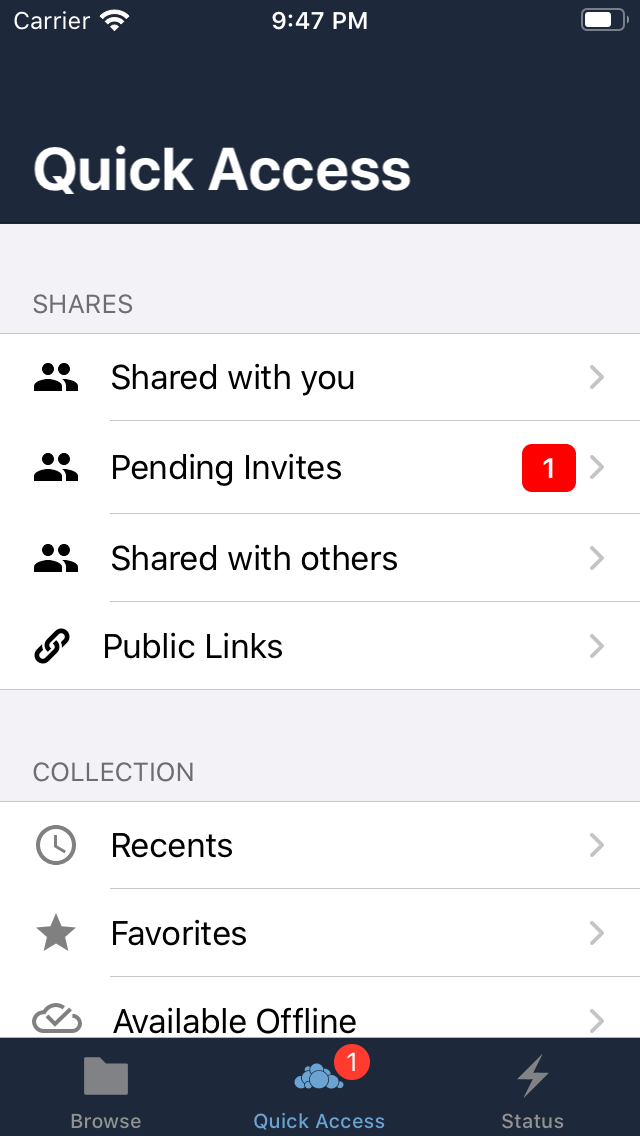 Carrier 9:47 PM
Quick Access
SHARES
Shared with you
Pending Invites 1
Shared with others
Public Links
COLLECTION
Recents
Favorites
Available Offline
1
Browse Quick Access Status